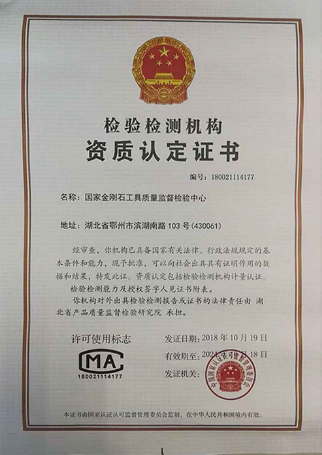 检验检测机构
资质认定证书
编号：180021114177
名称：国家金刚石工具质量监督检验中心
地址：湖北省鄂州市滨湖南路103号(430061)
经审查，你机构已具备国家有关法律、行政法规规定的基
本条件和能力，现予批准，可以向社会出具具有证明作用的数
据和结果，特发此证。资质认定包括检验检测机构计量认证。
检验检测能力及授权签字人见证书附表。
你机构对外出具检验检测报告或证书的法律责任由 湖北
省产品质量监督检验研究院 承担。
许可使用标志
MA
180021114177
发证日期：2018年10月19日
有效期至：
18日
发证机关：
本证书由国家认证认可监督管理委员会监制，在中华人民共和国境内有效。